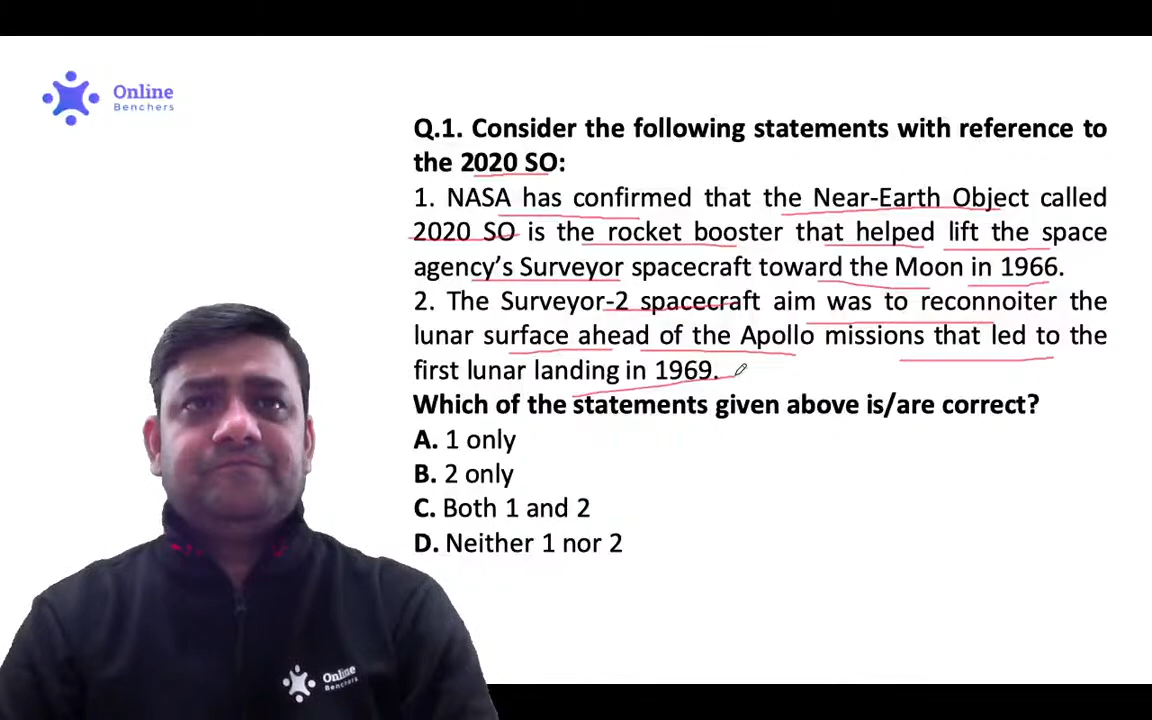 Online
Benchers
Q.1. Consider the following statements with reference to
the 2020 SO:
1. NASA has confirmed that the Near-Earth Object called
2020 SO is the rocket booster that helped lift the space
agency's Surveyor spacecraft toward the Moon in 1966.
2. The Surveyor-2 spacecraft aim was to reconnoiter the
lunar surface ahead of the Apollo missions that led to the
first lunar landing in 1969.
Which of the statements given above is/are correct?
A. 1 only
B. 2 only
C. Both 1 and 2
D. Neither 1 nor 2
Online
Benchers